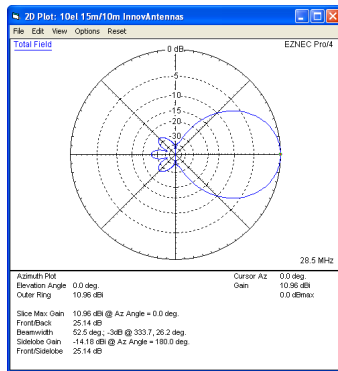 2D Plot: 10el 15m/10m InnovAntennas
File Edit View Options Reset
Total Field
EZNEC Pro/4
0 dB
-5
-10
-15
-20
-30
28.5 MHz
Azimuth Plot
Elevation Angle 0.0 deg.
Outer Ring 10.96 dBi
Cursor Az 0.0 deg.
Gain 10.96 dBi
0.0 dBmax
Slice Max Gain 10.96 dBi @ Az Angle = 0.0 deg.
Front/Back 25.14 dB
Beamwidth 52.5 deg.; -3dB @ 333.7, 26.2 deg.
Sidelobe Gain -14.18 dBi @ Az Angle = 180.0 deg.
Front/Sidelobe 25.14 dB